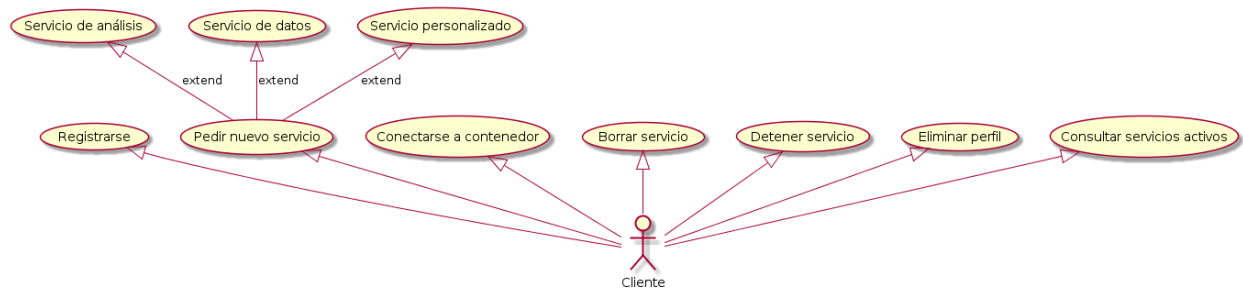 Servicio de análisis
Servicio de datos
Servicio personalizado
extend
extend
extend
Registrarse
Pedir nuevo servicio
Conectarse a contenedor
Borrar servicio
Detener servicio
Eliminar perfil
Consultar servicios activos
Cliente